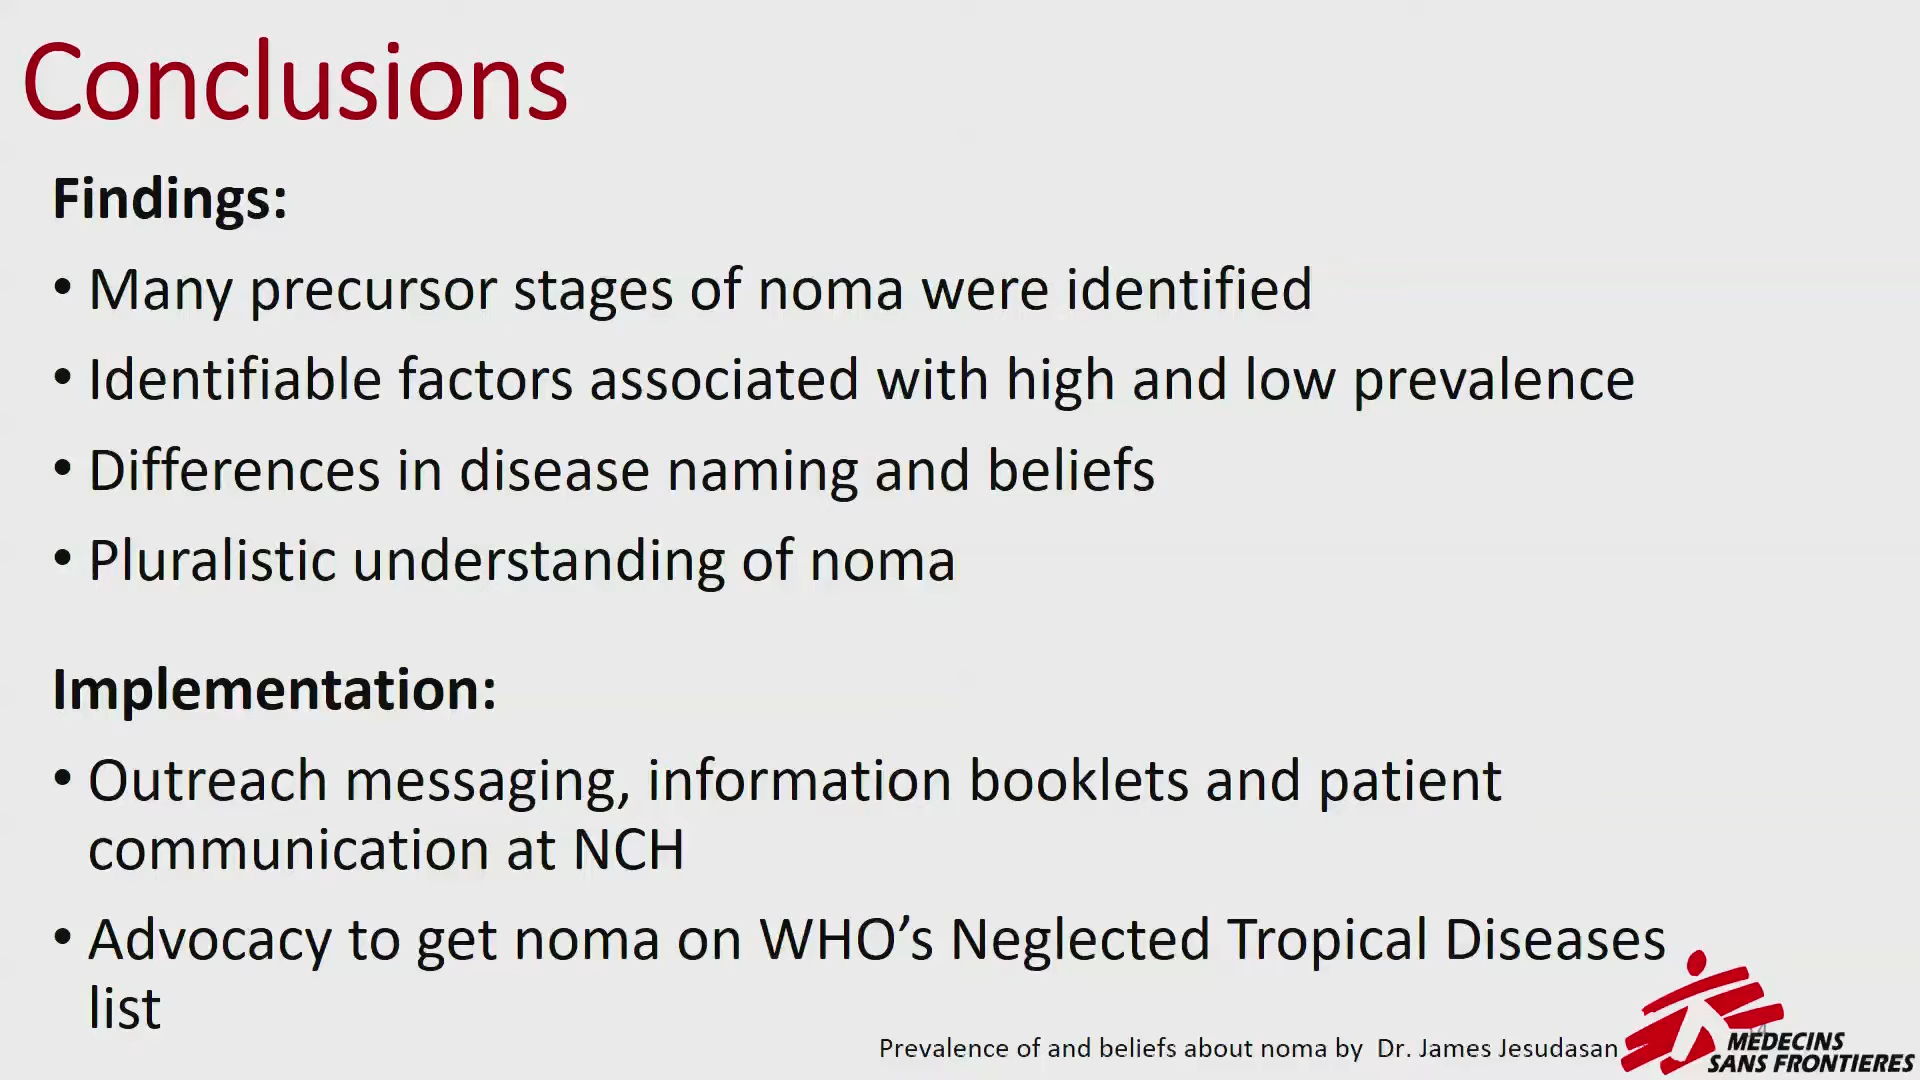 Conclusions
Findings:
• Many precursor stages of noma were identified
• Identifiable factors associated with high and low prevalence
• Differences in disease naming and beliefs
• Pluralistic understanding of noma
Implementation:
• Outreach messaging, information booklets and patient
communication at NCH
• Advocacy to get noma on WHO’s Neglected Tropical Diseases
list
Prevalence of and beliefs about noma by Dr. James Jesudasan
MEDECINS
SANS FRONTIERES